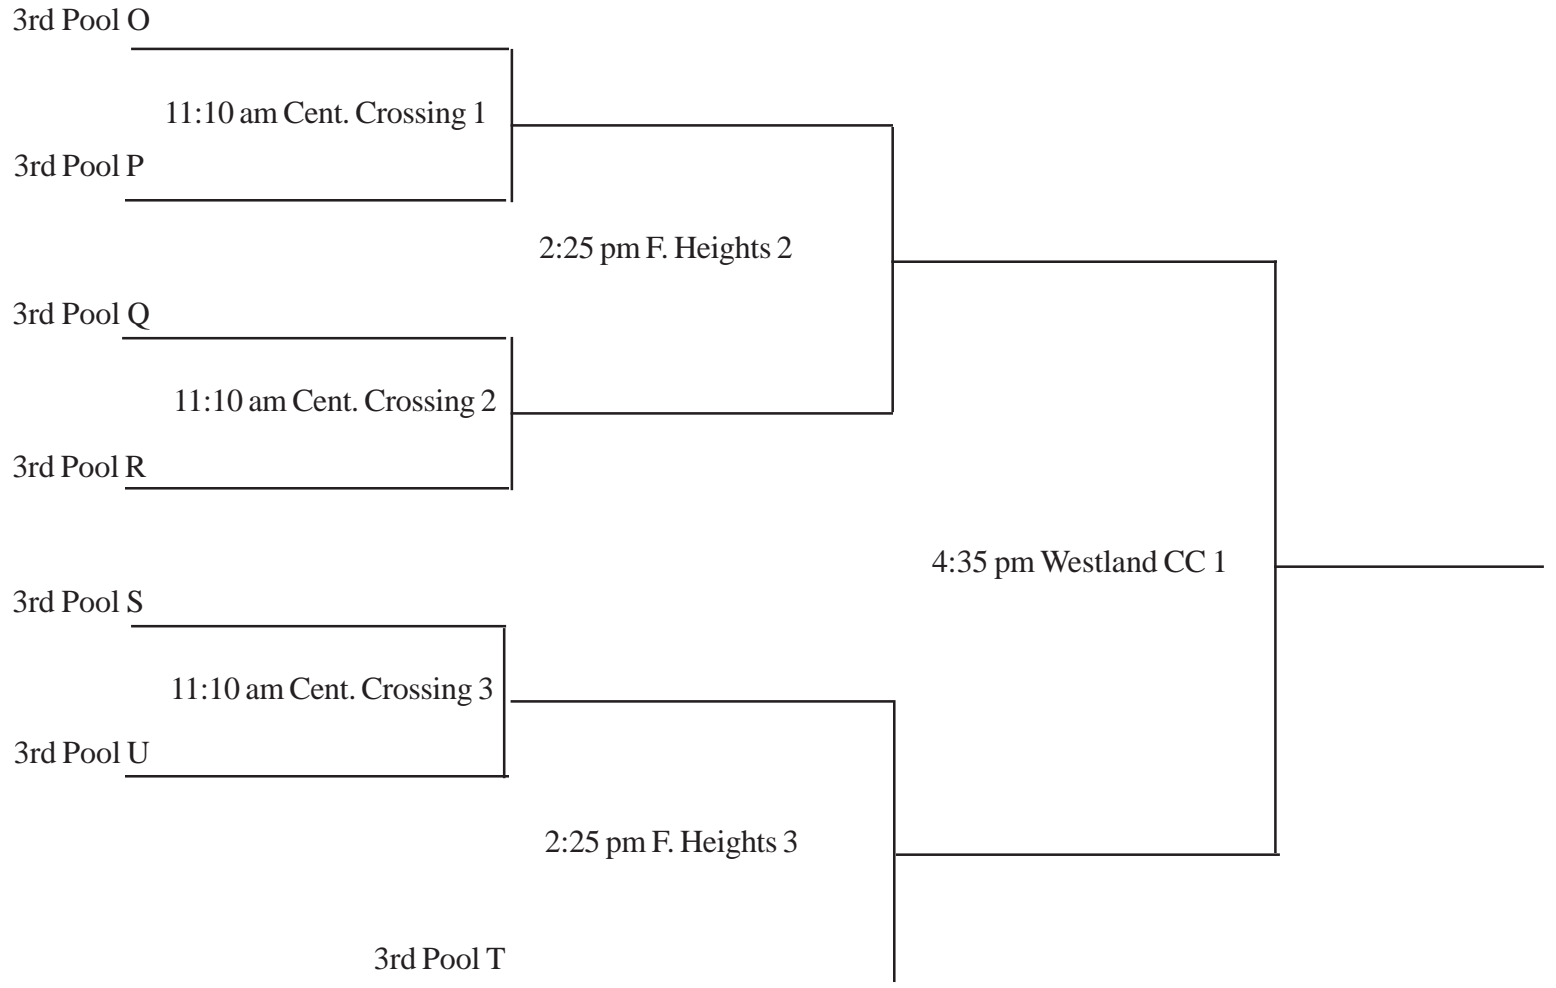 3rd Pool O
11:10 am Cent. Crossing 1
3rd Pool P
2:25 pm F. Heights 2
3rd Pool Q
11:10 am Cent. Crossing 2
3rd Pool R
4:35 pm Westland CC 1
3rd Pool S
11:10 am Cent. Crossing 3
3rd Pool U
2:25 pm F. Heights 3
3rd Pool T